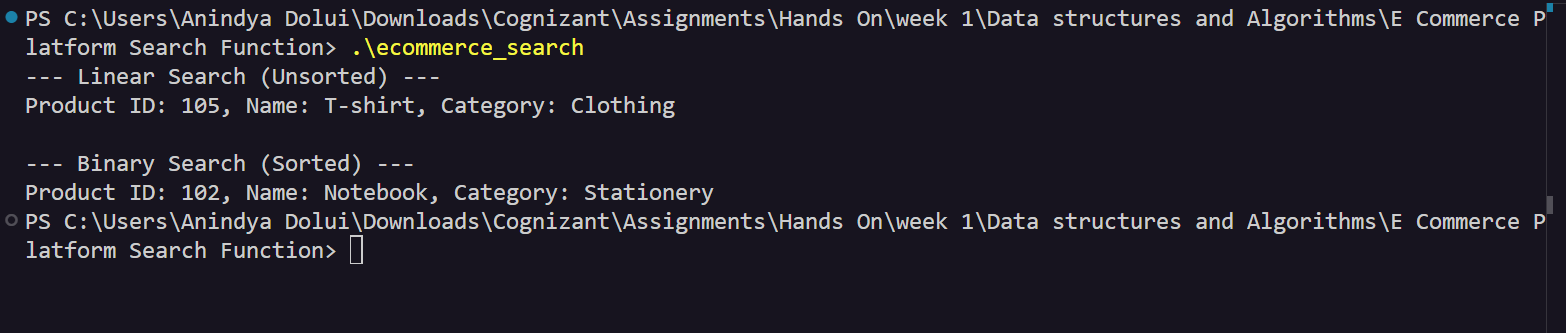 PS C:\Users\Anindya Dolui\Downloads\Cognizant\Assignments\Hands On\week 1\Data structures and Algorithms\E Commerce P
latform Search Function> .\ecommerce_search
--- Linear Search (Unsorted) ---
Product ID: 105, Name: T-shirt, Category: Clothing
--- Binary Search (Sorted) ---
Product ID: 102, Name: Notebook, Category: Stationery
PS C:\Users\Anindya Dolui\Downloads\Cognizant\Assignments\Hands On\week 1\Data structures and Algorithms\E Commerce P
latform Search Function>